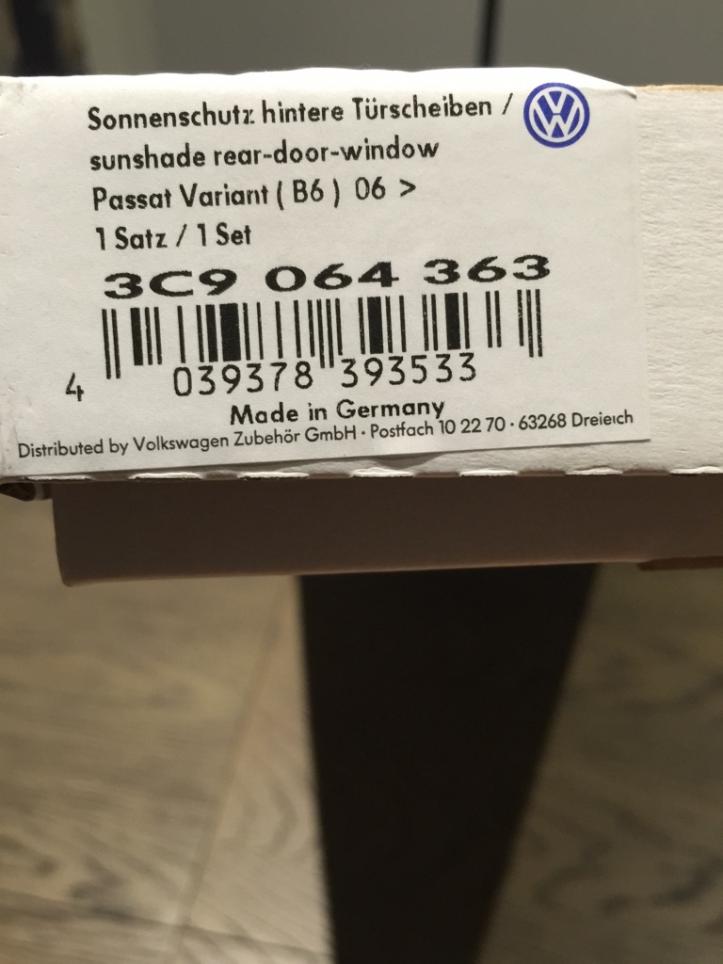 Sonnenschutz hintere Türscheiben /
sunshade rear-door-window
Passat Variant ( B6 ) 06 >
1 Satz / 1 Set
VW
3C9 064 363
4 039378 393533
Made in Germany
Distributed by Volkswagen Zubehör GmbH · Postfach 10 22 70 · 63268 Dreieich